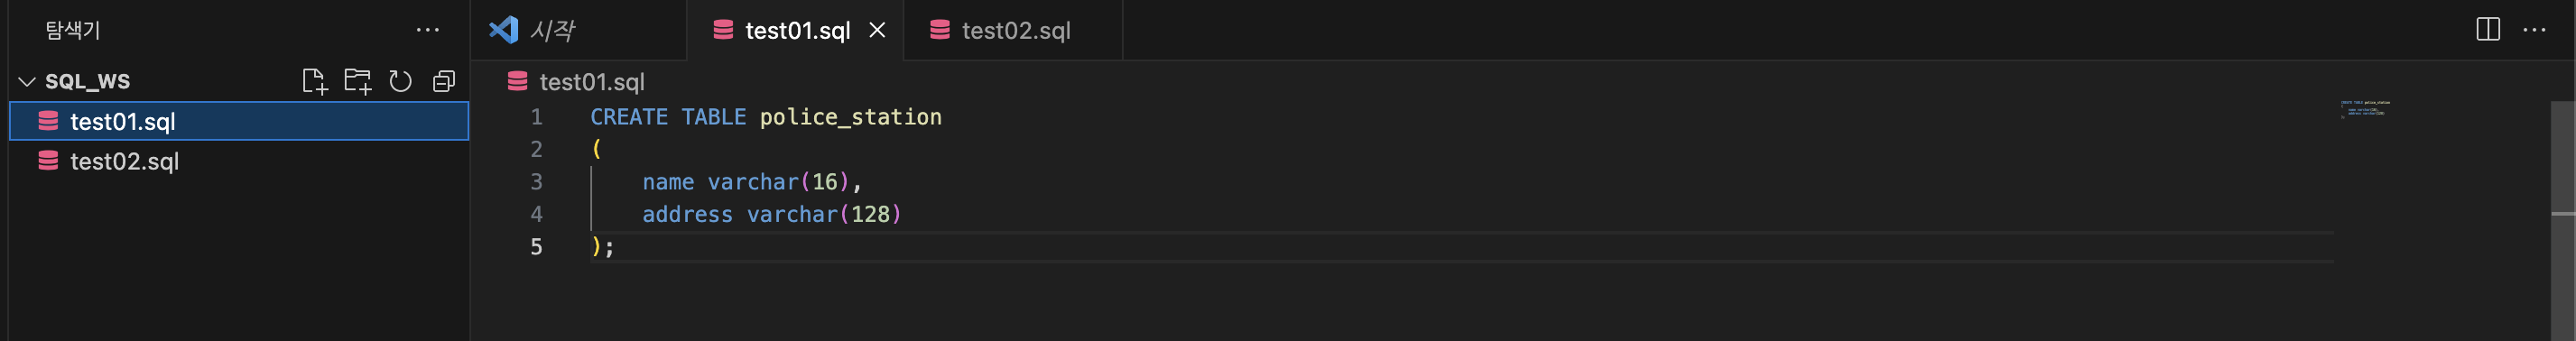 탐색기
SQL_WS
test01.sql
test02.sql
시작
test01.sql
test02.sql
test01.sql
1 CREATE TABLE police_station
2 (
3     name varchar(16),
4     address varchar(128)
5 );